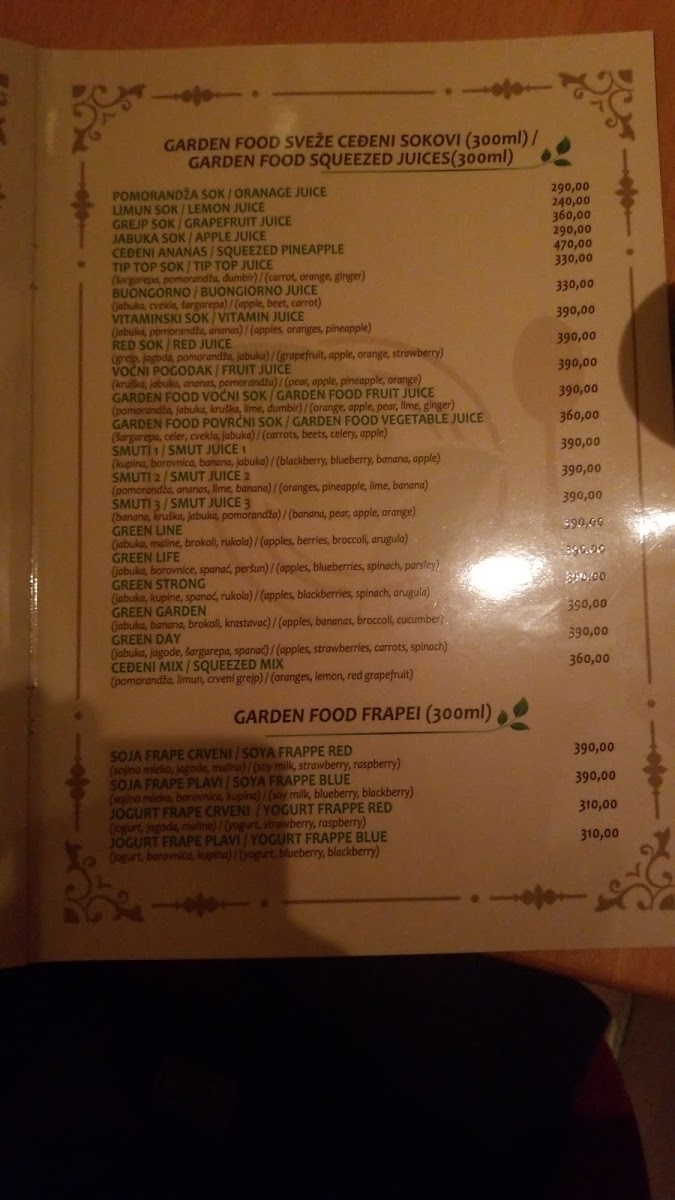 GARDEN FOOD SVEŽE CEĐENI SOKOVI (300ml) /
GARDEN FOOD SQUEEZED JUICES(300ml)
POMORANDŽA SOK / ORANAGE JUICE 290,00
LIMUN SOK / LEMON JUICE 240,00
GREJP SOK / GRAPEFRUIT JUICE 360,00
JABUKA SOK / APPLE JUICE 290,00
CEĐENI ANANAS / SQUEEZED PINEAPPLE 470,00
TIP TOP SOK / TIP TOP JUICE 330,00
(šargarepa, pomorandža, đumbir) / (carrot, orange, ginger)
BUONGORNO / BUONGIORNO JUICE 330,00
(jabuka, cvekla, šargarepa) / (apple, beet, carrot)
VITAMINSKI SOK / VITAMIN JUICE 390,00
(jabuka, pomorandža, ananas) / (apples, oranges, pineapple)
RED SOK / RED JUICE 390,00
(grejp, jagoda, pomorandža, jabuka) / (grapefruit, apple, orange, strawberry)
VOĆNI POGODAK / FRUIT JUICE 390,00
(kruška, jabuka, ananas, pomorandža) / (pear, apple, pineapple, orange)
GARDEN FOOD VOĆNI SOK / GARDEN FOOD FRUIT JUICE 390,00
(pomorandža, jabuka, kruška, lime, đumbir) / (orange, apple, pear, lime, ginger)
GARDEN FOOD POVRĆNI SOK / GARDEN FOOD VEGETABLE JUICE 360,00
(šargarepa, celer, cvekla, jabuka) / (carrots, beets, celery, apple)
SMUTI 1 / SMUT JUICE 1 390,00
(kupina, borovnica, banana, jabuka) / (blackberry, blueberry, banana, apple)
SMUTI 2 / SMUT JUICE 2 390,00
(pomorandža, ananas, lime, banana) / (oranges, pineapple, lime, banana)
SMUTI 3 / SMUT JUICE 3 390,00
(banana, kruška, jabuka, pomorandža) / (banana, pear, apple, orange)
GREEN LINE 390,00
(jabuka, maline, brokoli, rukola) / (apples, berries, broccoli, arugula)
GREEN LIFE 390,00
(jabuka, borovnice, spanać, peršun) / (apples, blueberries, spinach, parsley)
GREEN STRONG 390,00
(jabuka, kupine, spanać, rukola) / (apples, blackberries, spinach, arugula)
GREEN GARDEN 390,00
(jabuka, banana, brokoli, krastavac) / (apples, bananas, broccoli, cucumber)
GREEN DAY 390,00
(jabuka, jagode, šargarepa, spanać) / (apples, strawberries, carrots, spinach)
CEĐENI MIX / SQUEEZED MIX 360,00
(pomorandža, limun, crveni grejp) / (oranges, lemon, red grapefruit)
GARDEN FOOD FRAPEI (300ml)
SOJA FRAPE CRVENI / SOYA FRAPPE RED 390,00
(sojino mleko, jagoda, malina) / (soy milk, strawberry, raspberry)
SOJA FRAPE PLAVI / SOYA FRAPPE BLUE 390,00
(sojino mleko, borovnica, kupina) / (soy milk, blueberry, blackberry)
JOGURT FRAPE CRVENI / YOGURT FRAPPE RED 310,00
(jogurt, jagoda, malina) / (yogurt, strawberry, raspberry)
JOGURT FRAPE PLAVI / YOGURT FRAPPE BLUE 310,00
(jogurt, borovnica, kupina) / (yogurt, blueberry, blackberry)